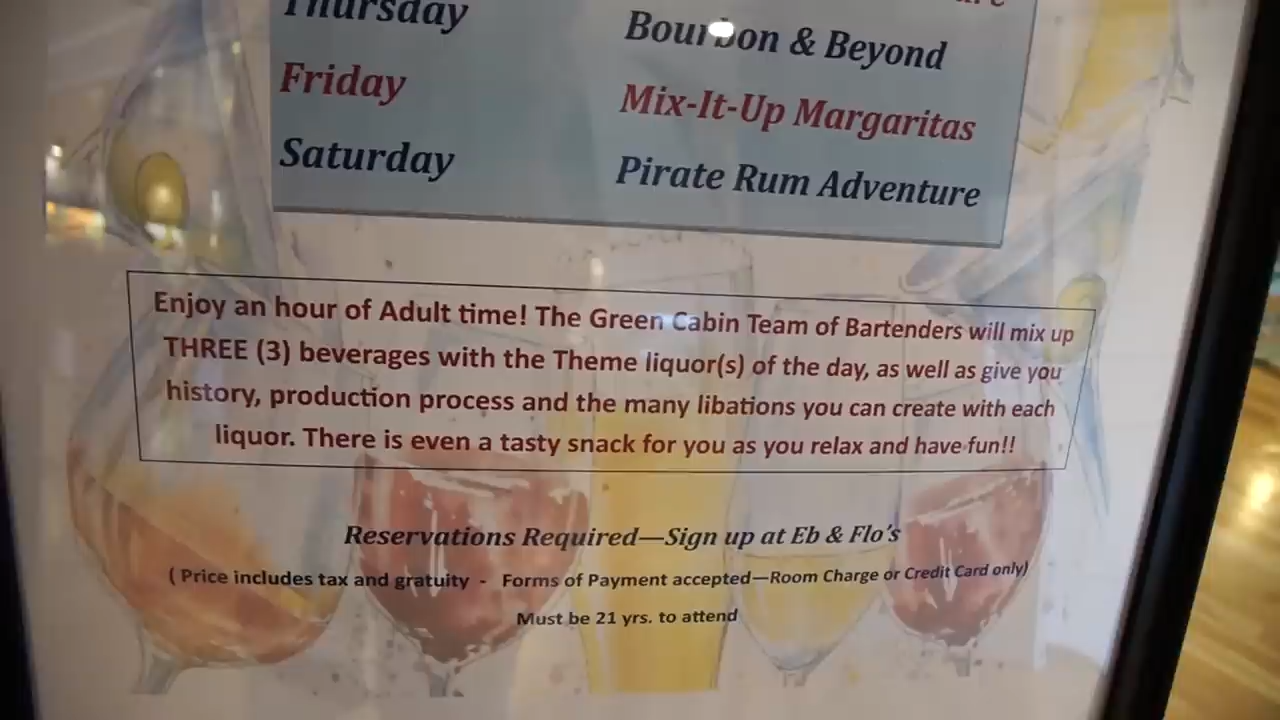 Thursday Bourbon & Beyond
Friday Mix-It-Up Margaritas
Saturday Pirate Rum Adventure
Enjoy an hour of Adult time! The Green Cabin Team of Bartenders will mix up
THREE (3) beverages with the Theme liquor(s) of the day, as well as give you
history, production process and the many libations you can create with each
liquor. There is even a tasty snack for you as you relax and have fun!!
Reservations Required—Sign up at Eb & Flo's
( Price includes tax and gratuity - Forms of Payment accepted—Room Charge or Credit Card only)
Must be 21 yrs. to attend